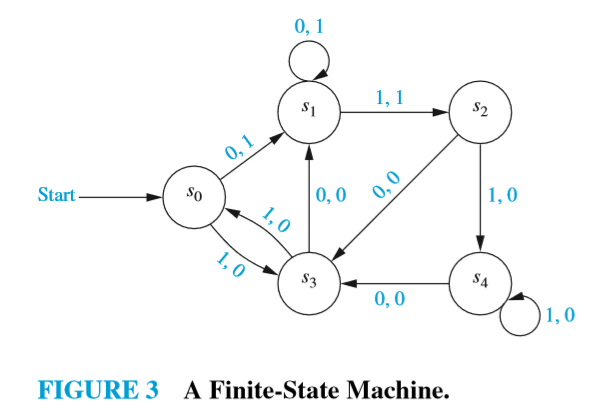 0, 1
s1
1, 1
s2
0, 1
Start
s0
1, 0
0, 0
0, 0
1, 0
1, 0
s3
0, 0
s4
1, 0
FIGURE 3 A Finite-State Machine.